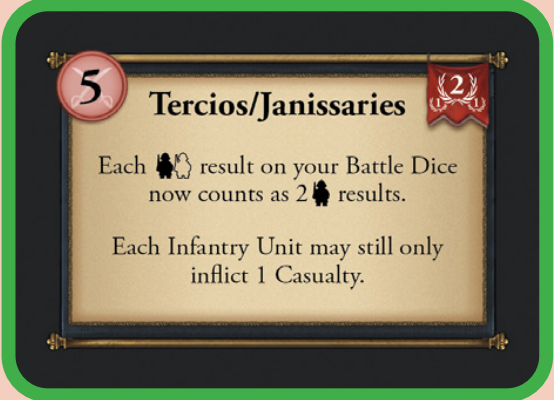 5
Tercios/Janissaries
2
1 1
Each result on your Battle Dice
now counts as 2 results.
Each Infantry Unit may still only
inflict 1 Casualty.